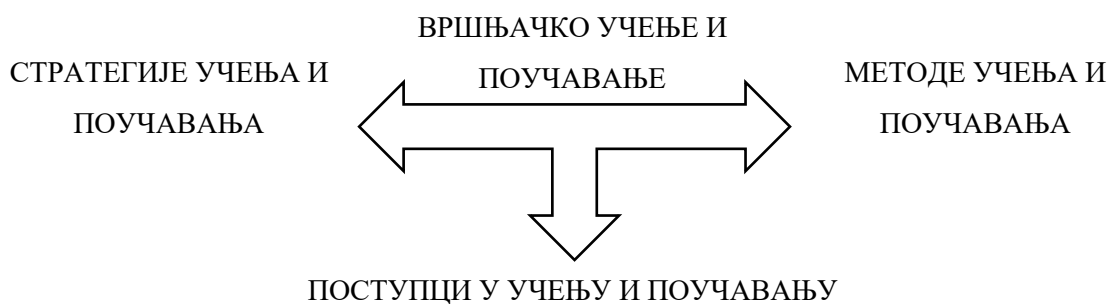 ВРШЊАЧКО УЧЕЊЕ И
ПОУЧАВАЊЕ
СТРАТЕГИЈЕ УЧЕЊА И
ПОУЧАВАЊА
МЕТОДЕ УЧЕЊА И
ПОУЧАВАЊА
ПОСТУПЦИ У УЧЕЊУ И ПОУЧАВАЊУ